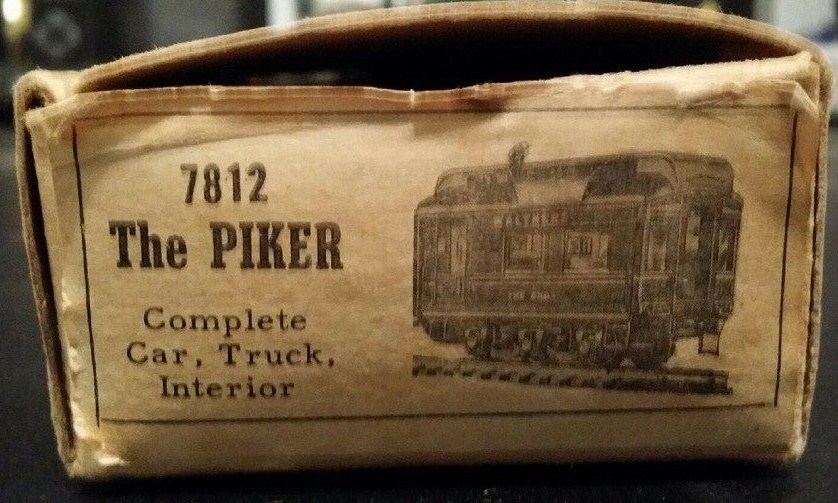 7812
The PIKER
Complete
Car, Truck,
Interior